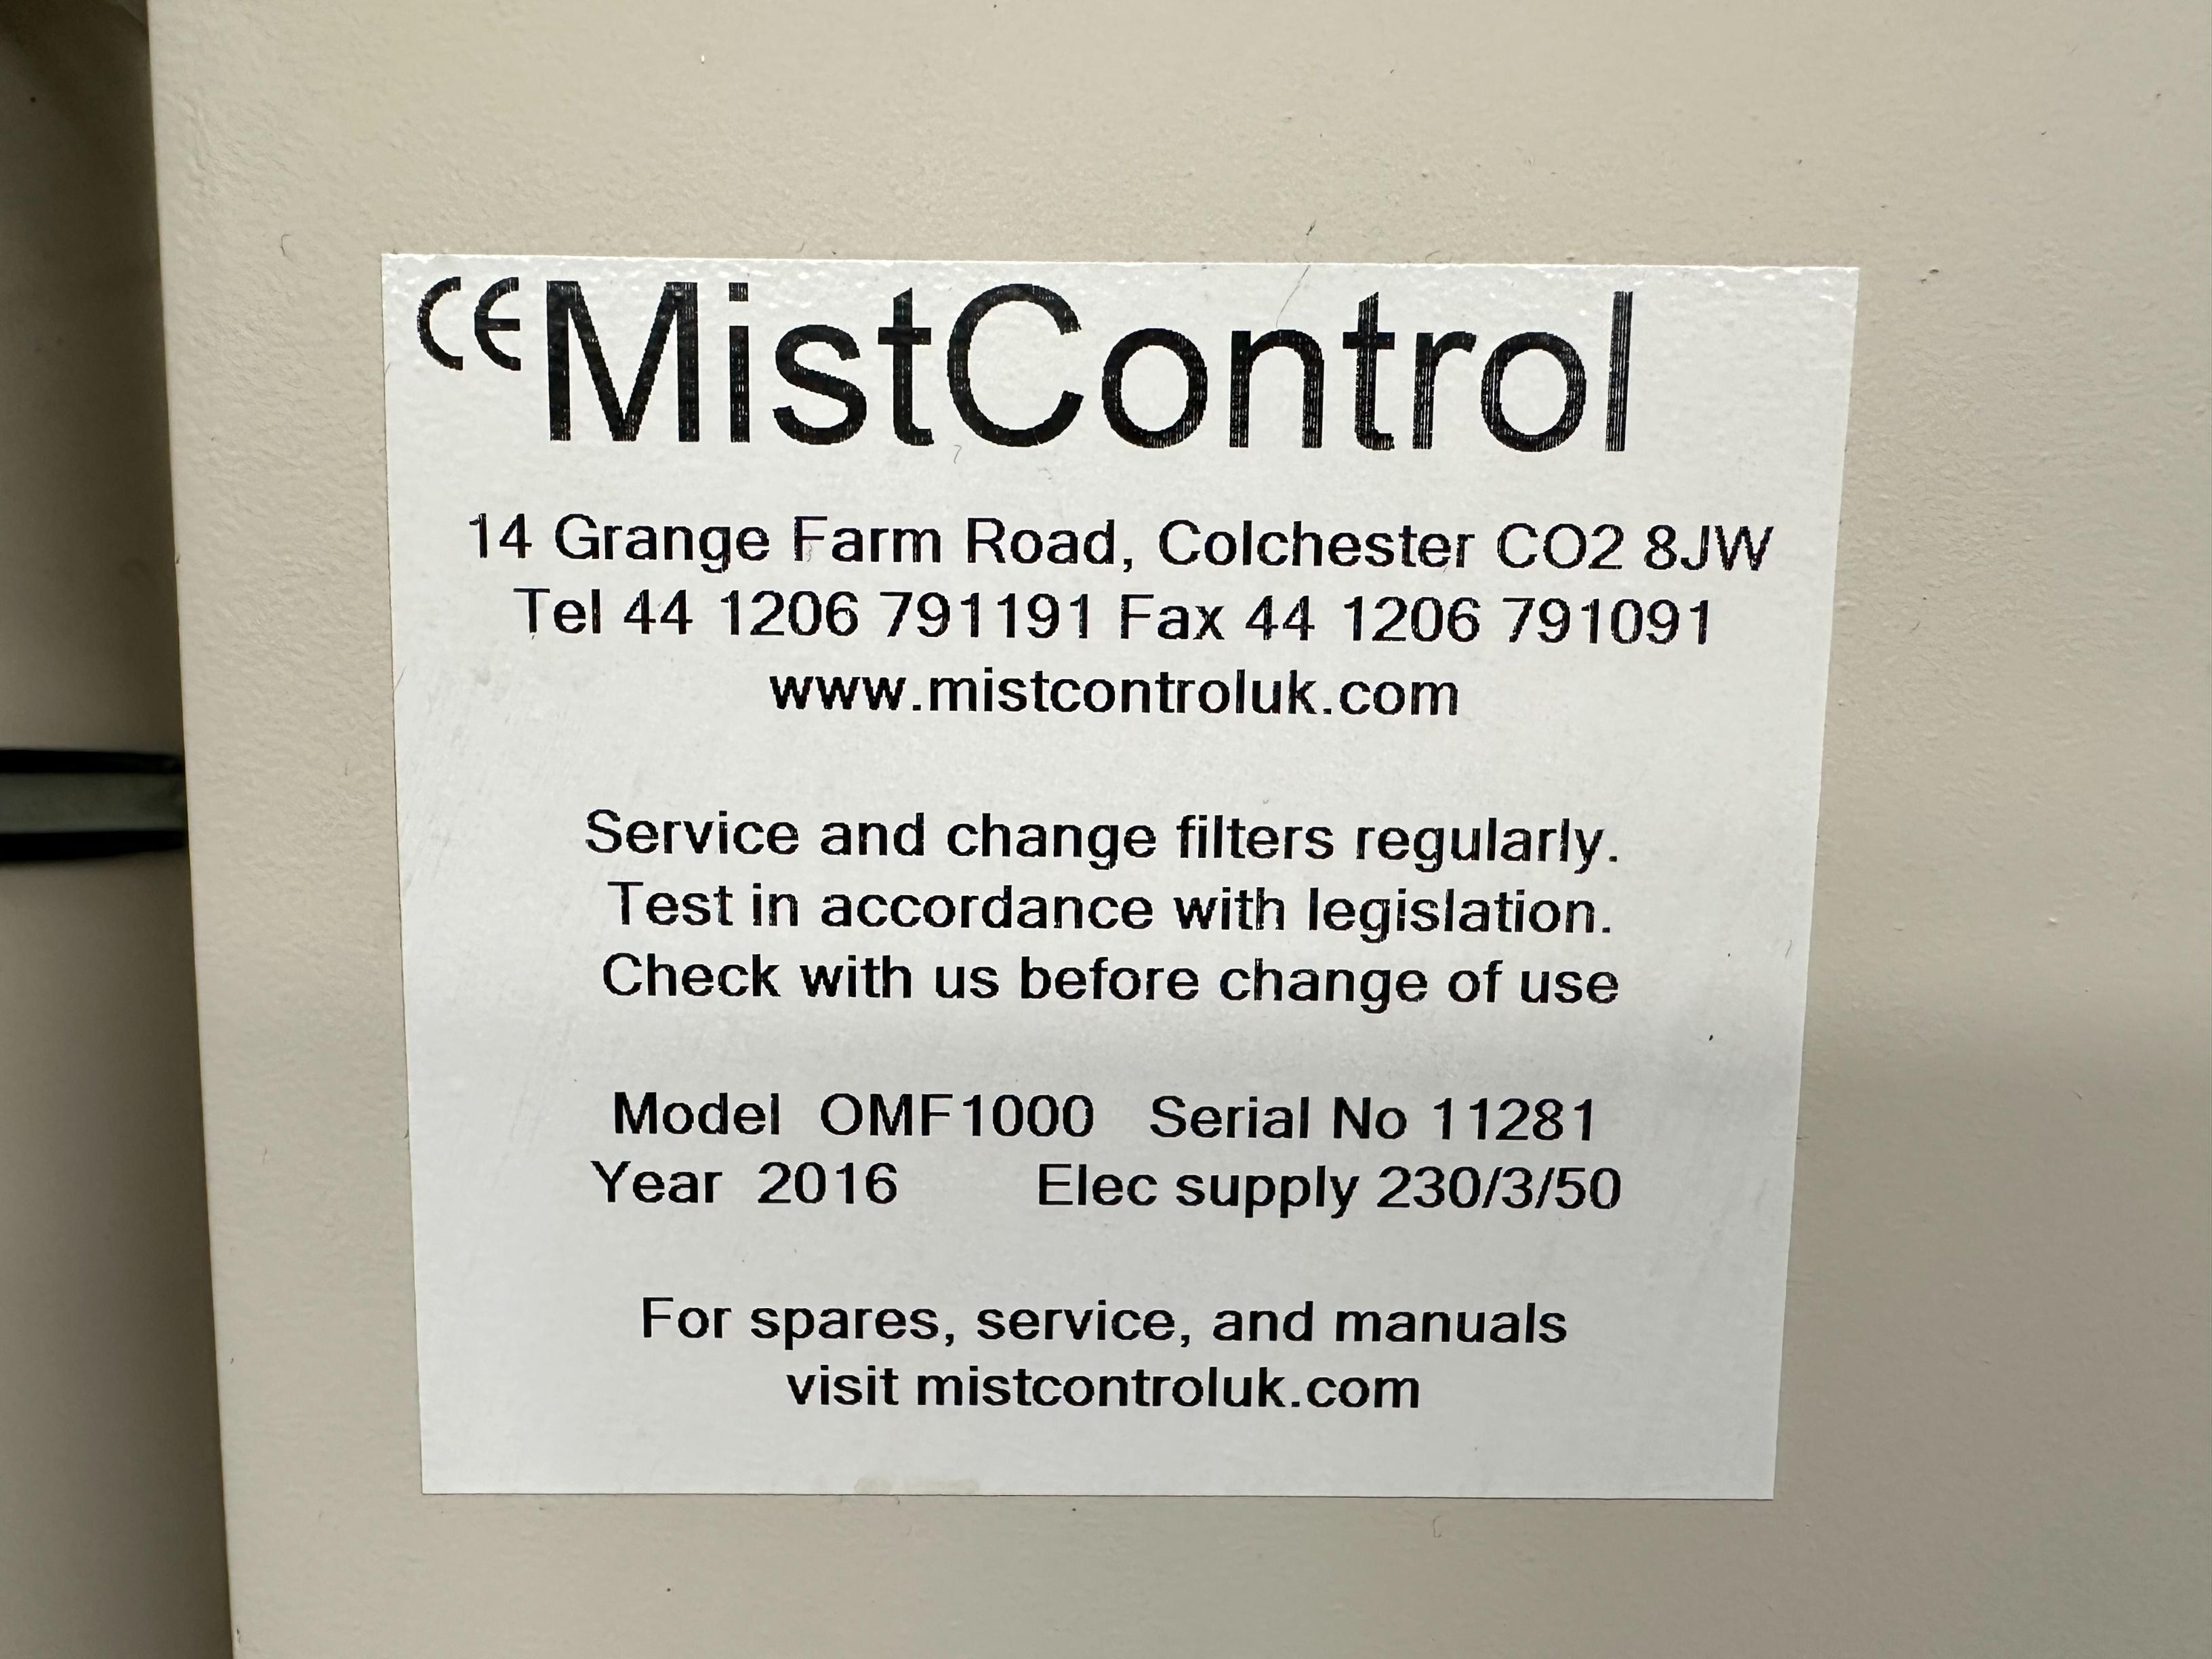 CE MistControl
14 Grange Farm Road, Colchester CO2 8JW
Tel 44 1206 791191 Fax 44 1206 791091
www.mistcontroluk.com
Service and change filters regularly.
Test in accordance with legislation.
Check with us before change of use
Model OMF1000 Serial No 11281
Year 2016 Elec supply 230/3/50
For spares, service, and manuals
visit mistcontroluk.com